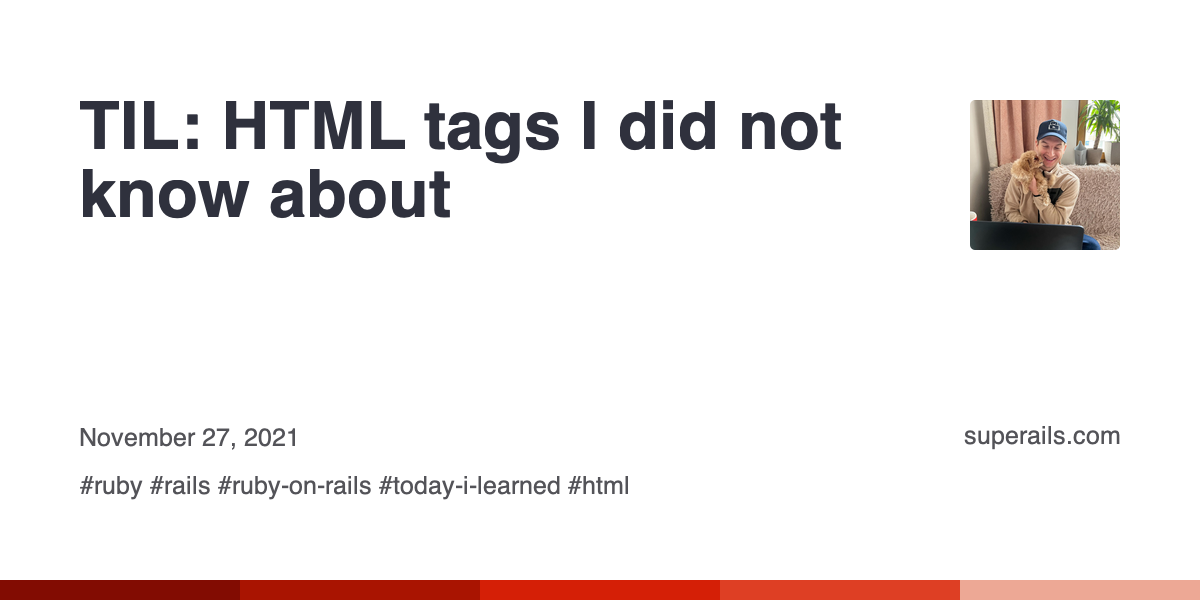 TIL: HTML tags I did not
know about
November 27, 2021
superails.com
#ruby #rails #ruby-on-rails #today-i-learned #html